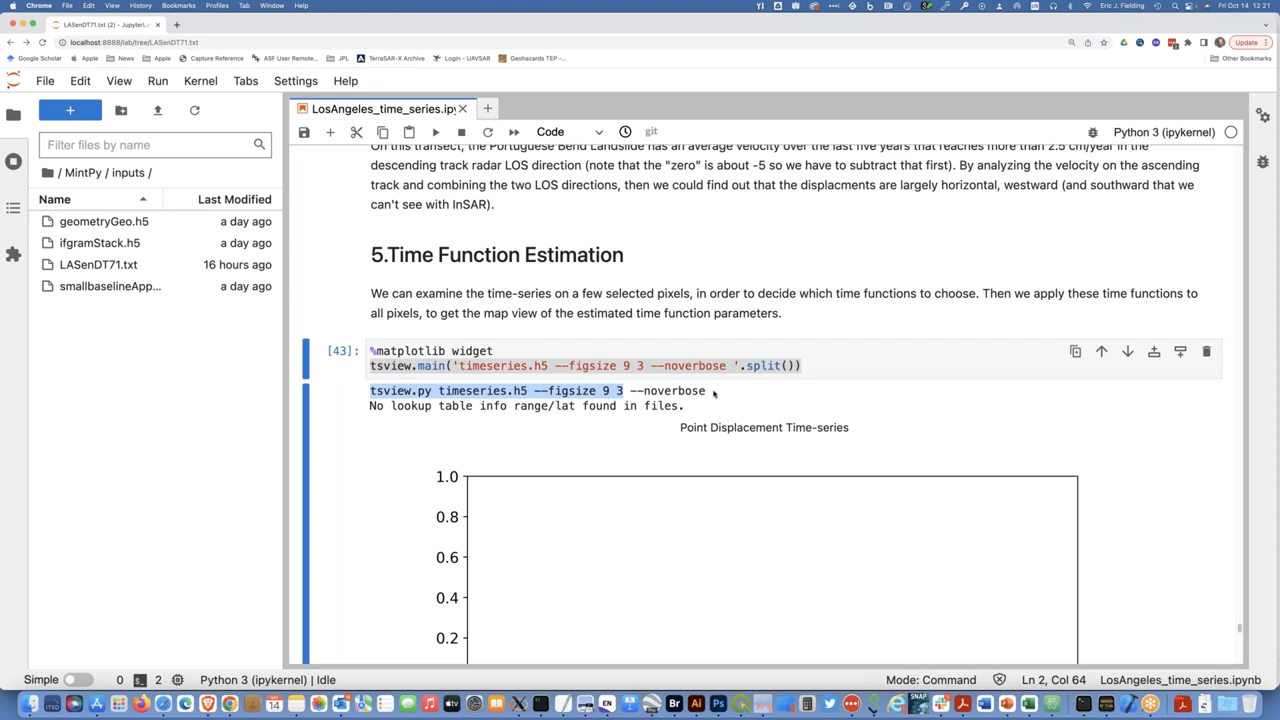 Chrome File Edit View History Bookmarks Profiles Tab Window Help
Eric J. Fielding Fri Oct 14 12:21
LASenDT71.txt (2) - JupyterL
localhost:8888/lab/tree/LASenDT71.txt
Update
Google Scholar Apple News Apple Capture Reference ASF User Remote... JPL TerraSAR-X Archive Login - UAVSAR Geohazards TEP -... Other Bookmarks
File Edit View Run Kernel Tabs Settings Help
LosAngeles_time_series.ipy
Filter files by name
Code
git
Python 3 (ipykernel)
/ MintPy / inputs /
Name Last Modified
geometryGeo.h5 a day ago
ifgramStack.h5 a day ago
LASenDT71.txt 16 hours ago
smallbaselineApp... a day ago
On this transect, the Portuguese Bend Landslide has an average velocity over the last five years that reaches more than 2.5 cm/year in the
descending track radar LOS direction (note that the "zero" is about -5 so we have to subtract that first). By analyzing the velocity on the ascending
track and combining the two LOS directions, then we could find out that the displacments are largely horizontal, westward (and southward that we
can't see with InSAR).
5.Time Function Estimation
We can examine the time-series on a few selected pixels, in order to decide which time functions to choose. Then we apply these time functions to
all pixels, to get the map view of the estimated time function parameters.
[43]: %matplotlib widget
tsview.main('timeseries.h5 --figsize 9 3 --noverbose '.split())
tsview.py timeseries.h5 --figsize 9 3 --noverbose
No lookup table info range/lat found in files.
Point Displacement Time-series
1.0
0.8
0.6
0.4
0.2
Simple 0 2 Python 3 (ipykernel) | Idle
Mode: Command Ln 2, Col 64 LosAngeles_time_series.ipynb